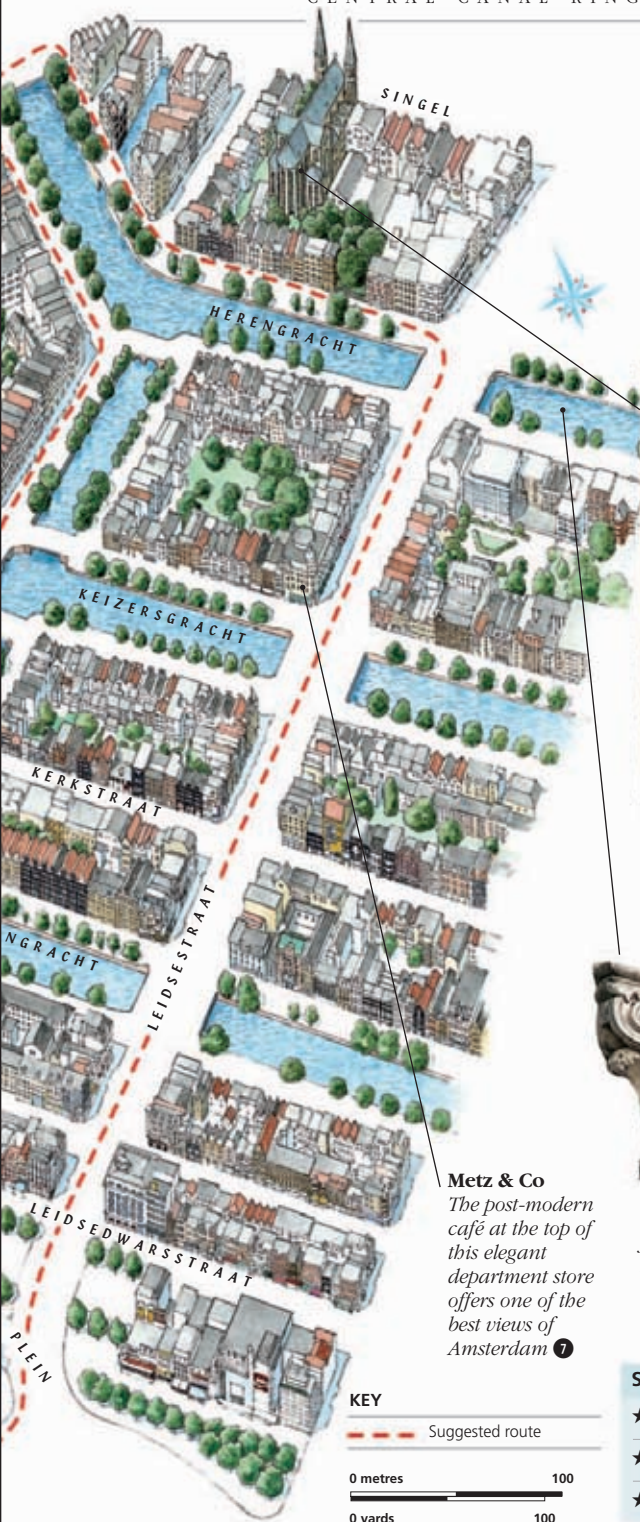 CENTRAL CANAL RING
SINGEL
HERENGRACHT
KEIZERSGRACHT
KERKSTRAAT
NGRACHT
LEIDSESTRAAT
Metz & Co
The post-modern
café at the top of
this elegant
department store
offers one of the
best views of
Amsterdam 7
LEIDSEDWARSSTRAAT
PLEIN
KEY
Suggested route
0 metres 100
0 yards 100
S